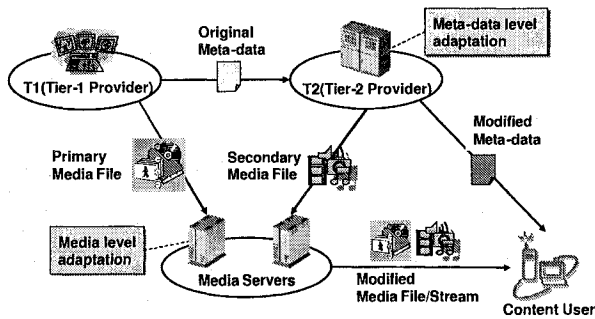 Original
Meta-data
Meta-data level
adaptation
T1(Tier-1 Provider)
T2(Tier-2 Provider)
Modified
Meta-data
Primary
Media File
Secondary
Media File
Media level
adaptation
Media Servers
Modified
Media File/Stream
Content User